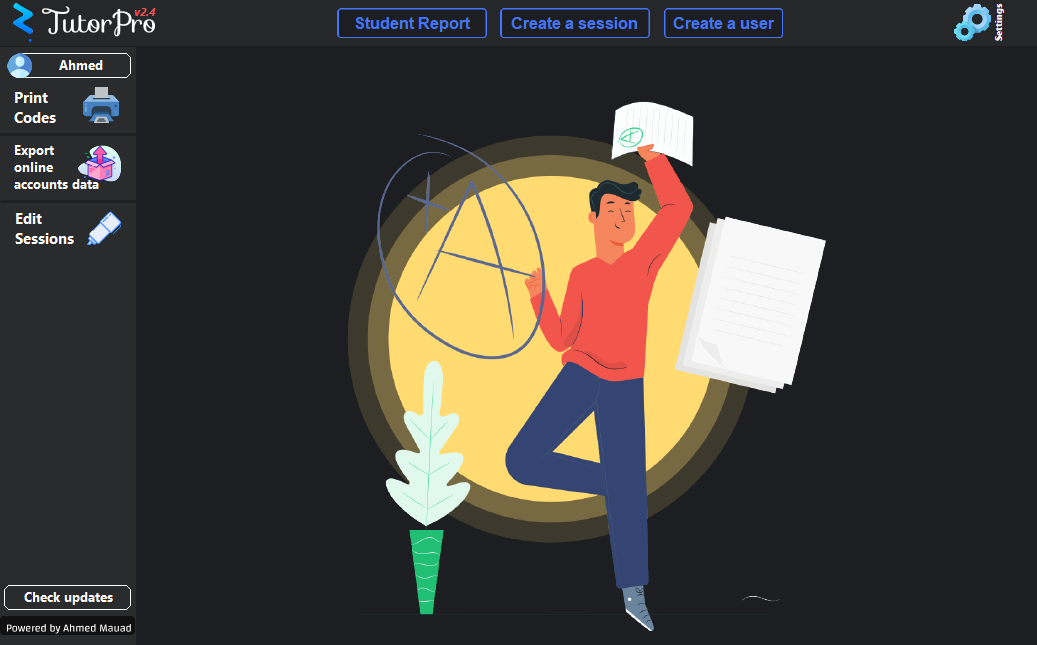 TutorPro v2.4
Student Report
Create a session
Create a user
Settings
Ahmed
Print
Codes
Export
online
accounts data
Edit
Sessions
A+
Check updates
Powered by Ahmed Mauad